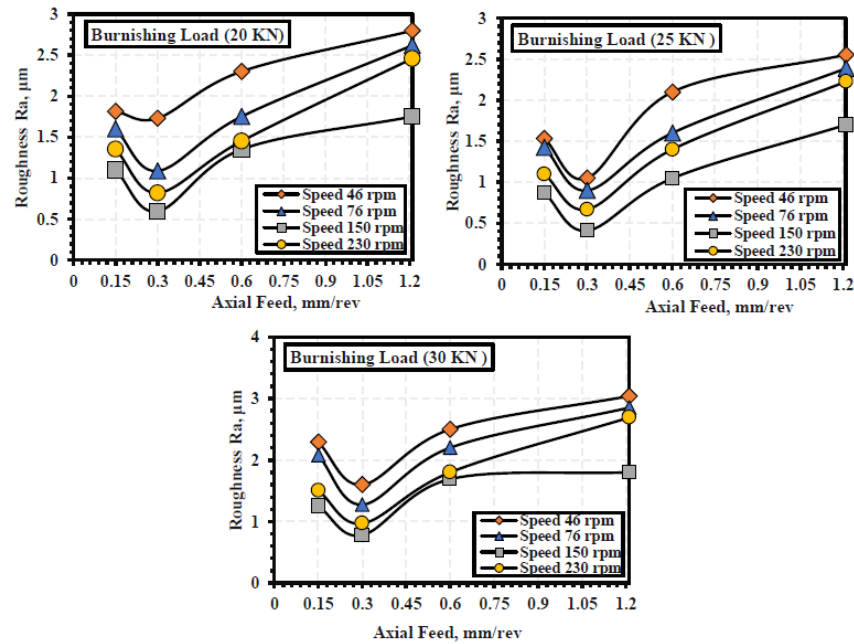 Burnishing Load (20 KN)
Roughness Ra, μm
3
2.5
2
1.5
1
0.5
0
Speed 46 rpm
Speed 76 rpm
Speed 150 rpm
Speed 230 rpm
0 0.15 0.3 0.45 0.6 0.75 0.9 1.05 1.2
Axial Feed, mm/rev
Burnishing Load (25 KN )
Roughness Ra, μm
3
2.5
2
1.5
1
0.5
0
Speed 46 rpm
Speed 76 rpm
Speed 150 rpm
Speed 230 rpm
0 0.15 0.3 0.45 0.6 0.75 0.9 1.05 1.2
Axial Feed, mm/rev
Burnishing Load (30 KN )
Roughness Ra, μm
4
3
2
1
0
Speed 46 rpm
Speed 76 rpm
Speed 150 rpm
Speed 230 rpm
0 0.15 0.3 0.45 0.6 0.75 0.9 1.05 1.2
Axial Feed, mm/rev